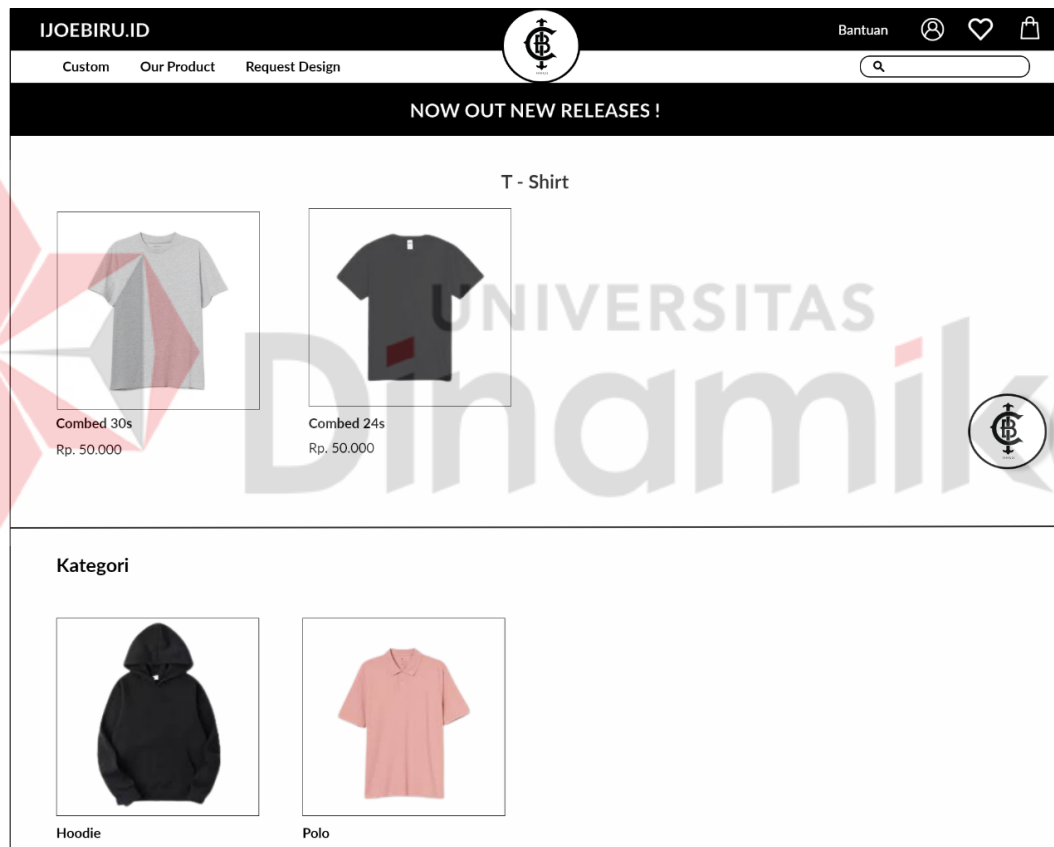 IJOEBIRU.ID
Bantuan
Custom Our Product Request Design
NOW OUT NEW RELEASES !
T - Shirt
UNIVERSITAS
Dinamika
Combed 30s
Rp. 50.000
Combed 24s
Rp. 50.000
Kategori
Hoodie
Polo